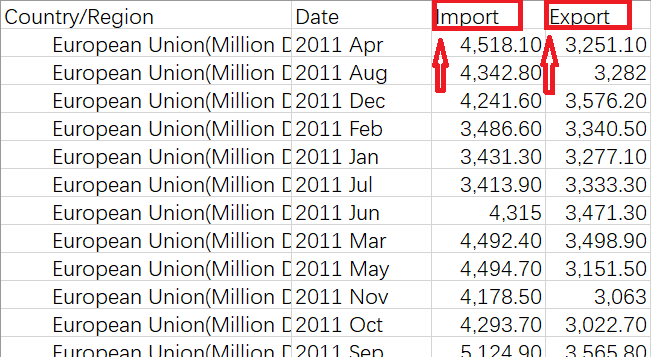 Country/Region Date Import Export
European Union(Million D 2011 Apr 4,518.10 3,251.10
European Union(Million D 2011 Aug 4,342.80 3,282
European Union(Million D 2011 Dec 4,241.60 3,576.20
European Union(Million D 2011 Feb 3,486.60 3,340.50
European Union(Million D 2011 Jan 3,431.30 3,277.10
European Union(Million D 2011 Jul 3,413.90 3,333.30
European Union(Million D 2011 Jun 4,315 3,471.30
European Union(Million D 2011 Mar 4,492.40 3,498.90
European Union(Million D 2011 May 4,494.70 3,151.50
European Union(Million D 2011 Nov 4,178.50 3,063
European Union(Million D 2011 Oct 4,293.70 3,022.70
European Union(Million D 2011 Sep 5,124.90 3,565.80